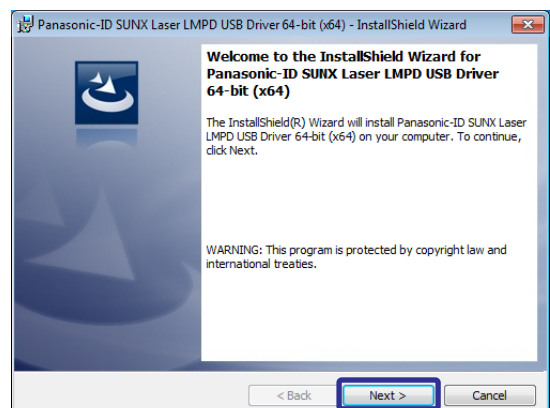 Panasonic-ID SUNX Laser LMPD USB Driver 64-bit (x64) - InstallShield Wizard
Welcome to the InstallShield Wizard for
Panasonic-ID SUNX Laser LMPD USB Driver
64-bit (x64)
The InstallShield(R) Wizard will install Panasonic-ID SUNX Laser
LMPD USB Driver 64-bit (x64) on your computer. To continue,
click Next.
WARNING: This program is protected by copyright law and
international treaties.
< Back Next > Cancel